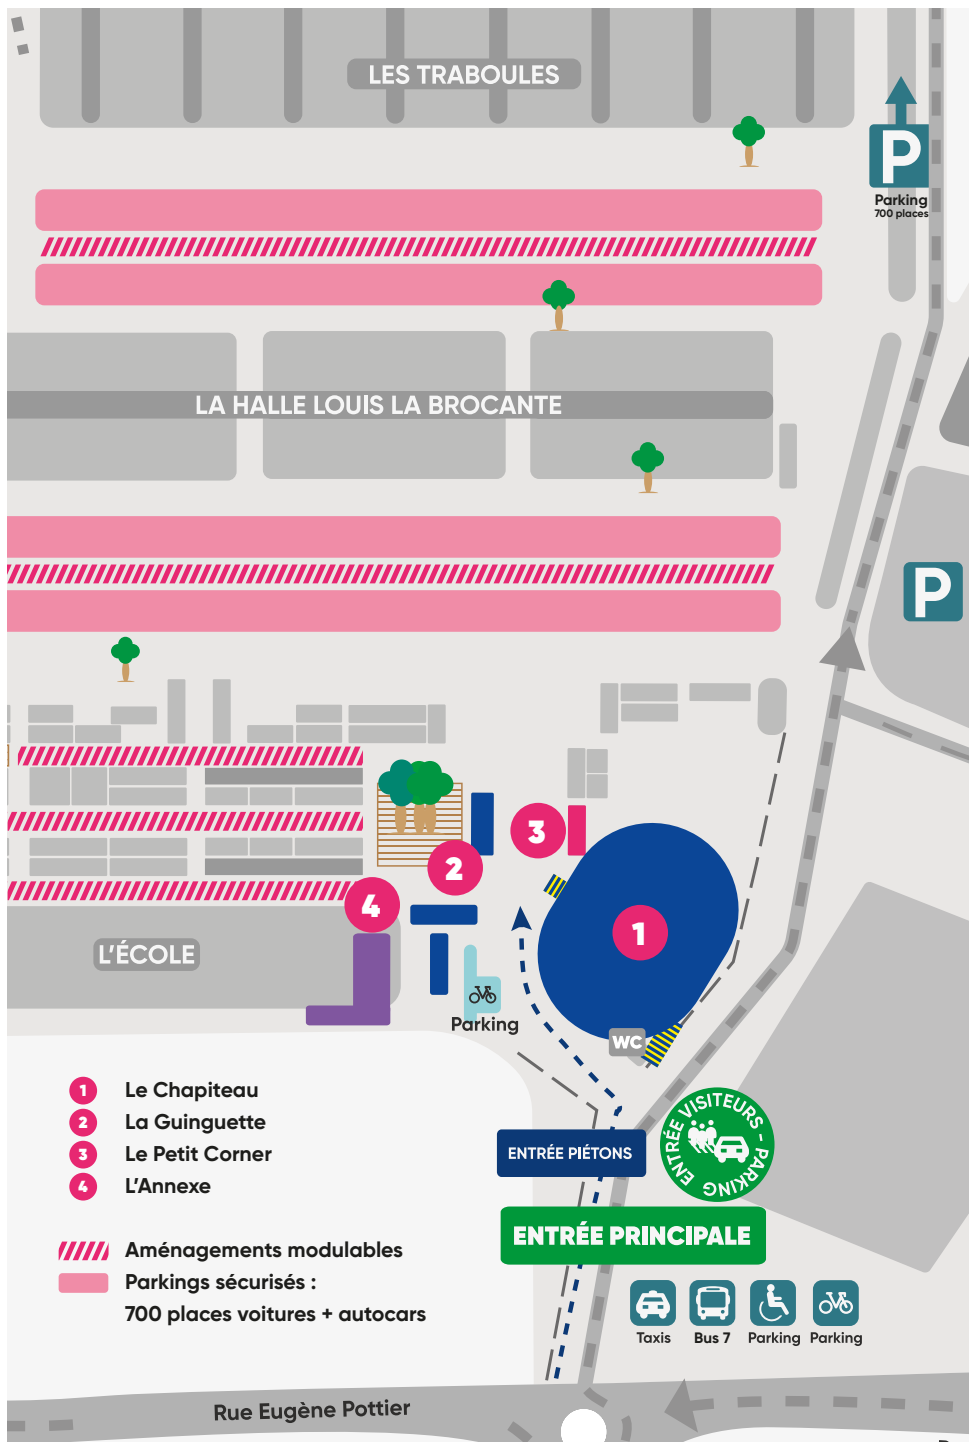 LES TRABOULES
P
Parking
700 places
LA HALLE LOUIS LA BROCANTE
P
3
2
4
1
L'ÉCOLE
Parking
WC
1 Le Chapiteau
2 La Guinguette
3 Le Petit Corner
4 L'Annexe
ENTRÉE VISITEURS - PARKING
ENTRÉE PIÉTONS
ENTRÉE PRINCIPALE
Aménagements modulables
Parkings sécurisés :
700 places voitures + autocars
Taxis
Bus 7
Parking
Parking
Rue Eugène Pottier